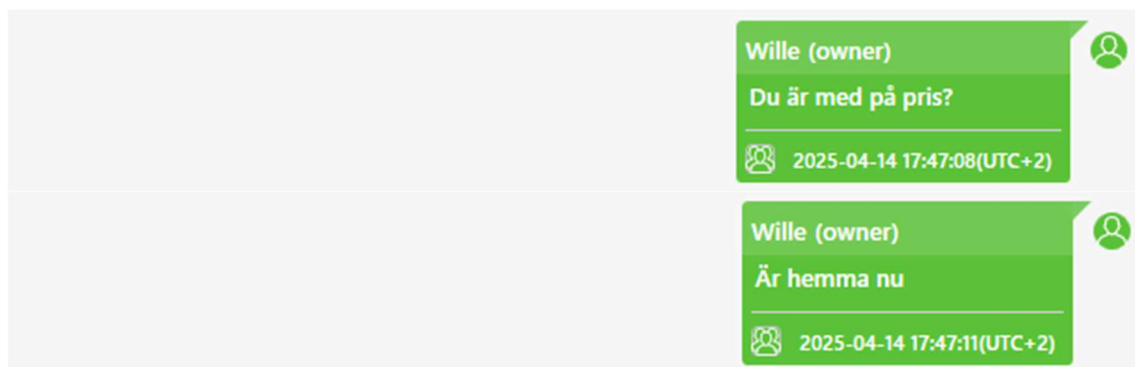 Wille (owner)
Du är med på pris?
2025-04-14 17:47:08(UTC+2)
Wille (owner)
Är hemma nu
2025-04-14 17:47:11(UTC+2)